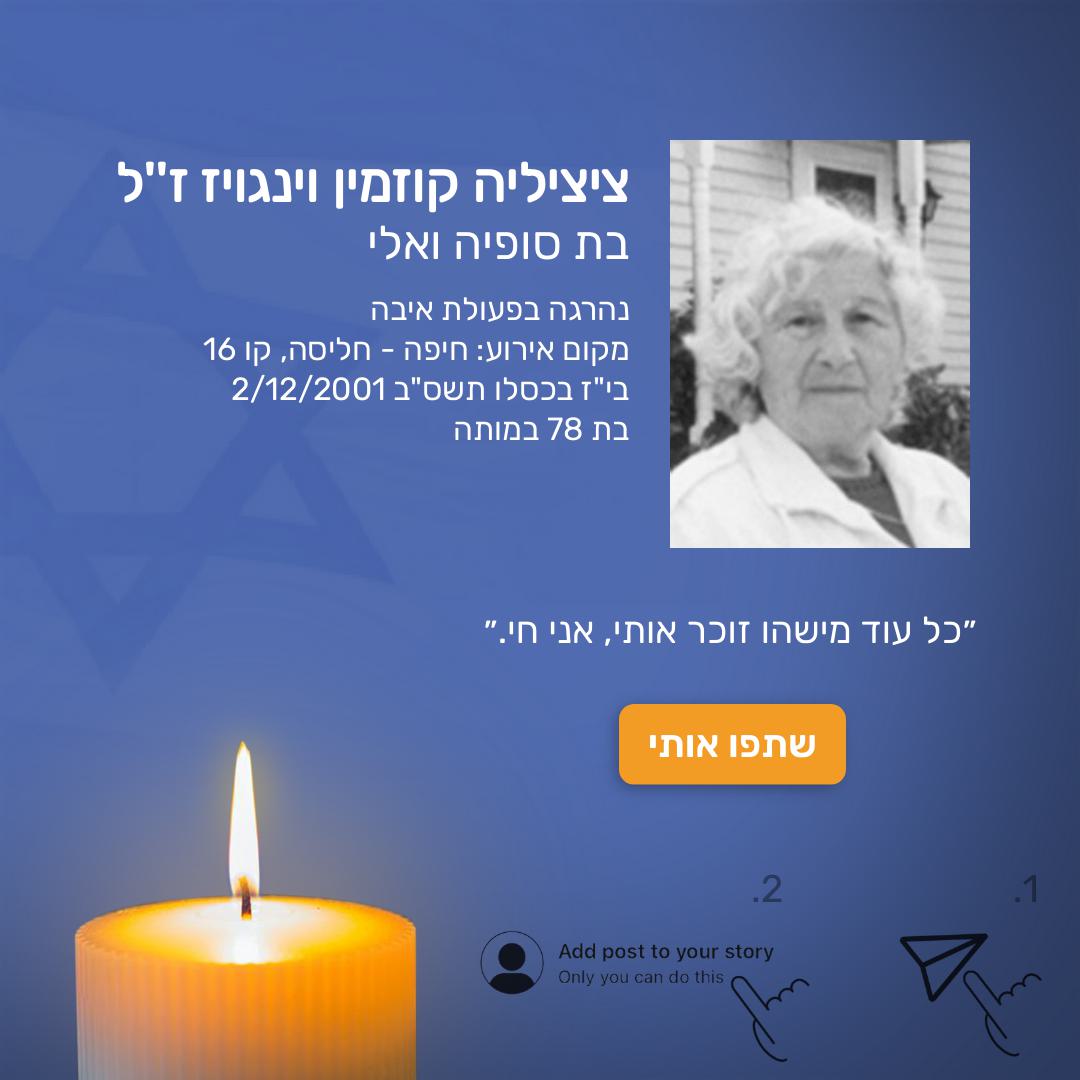 ציציליה קוזמין וינגויז ז"ל
בת סופיה ואלי
נהרגה בפעולת איבה
מקום אירוע: חיפה - חליסה, קו 16
בי"ז בכסלו תשס"ב 2/12/2001
בת 78 במותה
״כל עוד מישהו זוכר אותי, אני חי.״
שתפו אותי
1.
2.
Add post to your story
Only you can do this